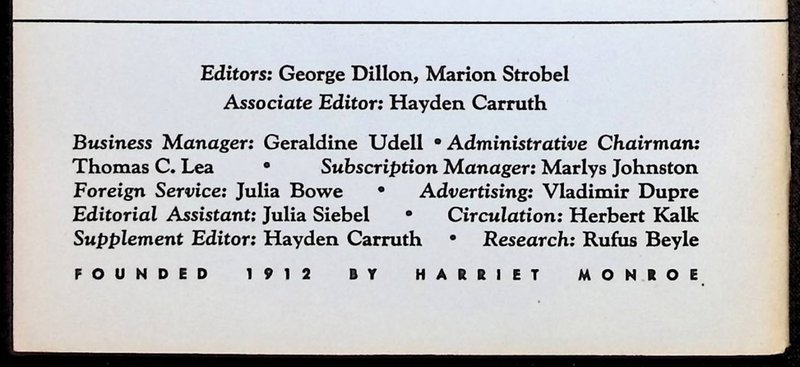 Editors: George Dillon, Marion Strobel
Associate Editor: Hayden Carruth
Business Manager: Geraldine Udell • Administrative Chairman:
Thomas C. Lea • Subscription Manager: Marlys Johnston
Foreign Service: Julia Bowe • Advertising: Vladimir Dupre
Editorial Assistant: Julia Siebel • Circulation: Herbert Kalk
Supplement Editor: Hayden Carruth • Research: Rufus Beyle
FOUNDED 1912 BY HARRIET MONROE